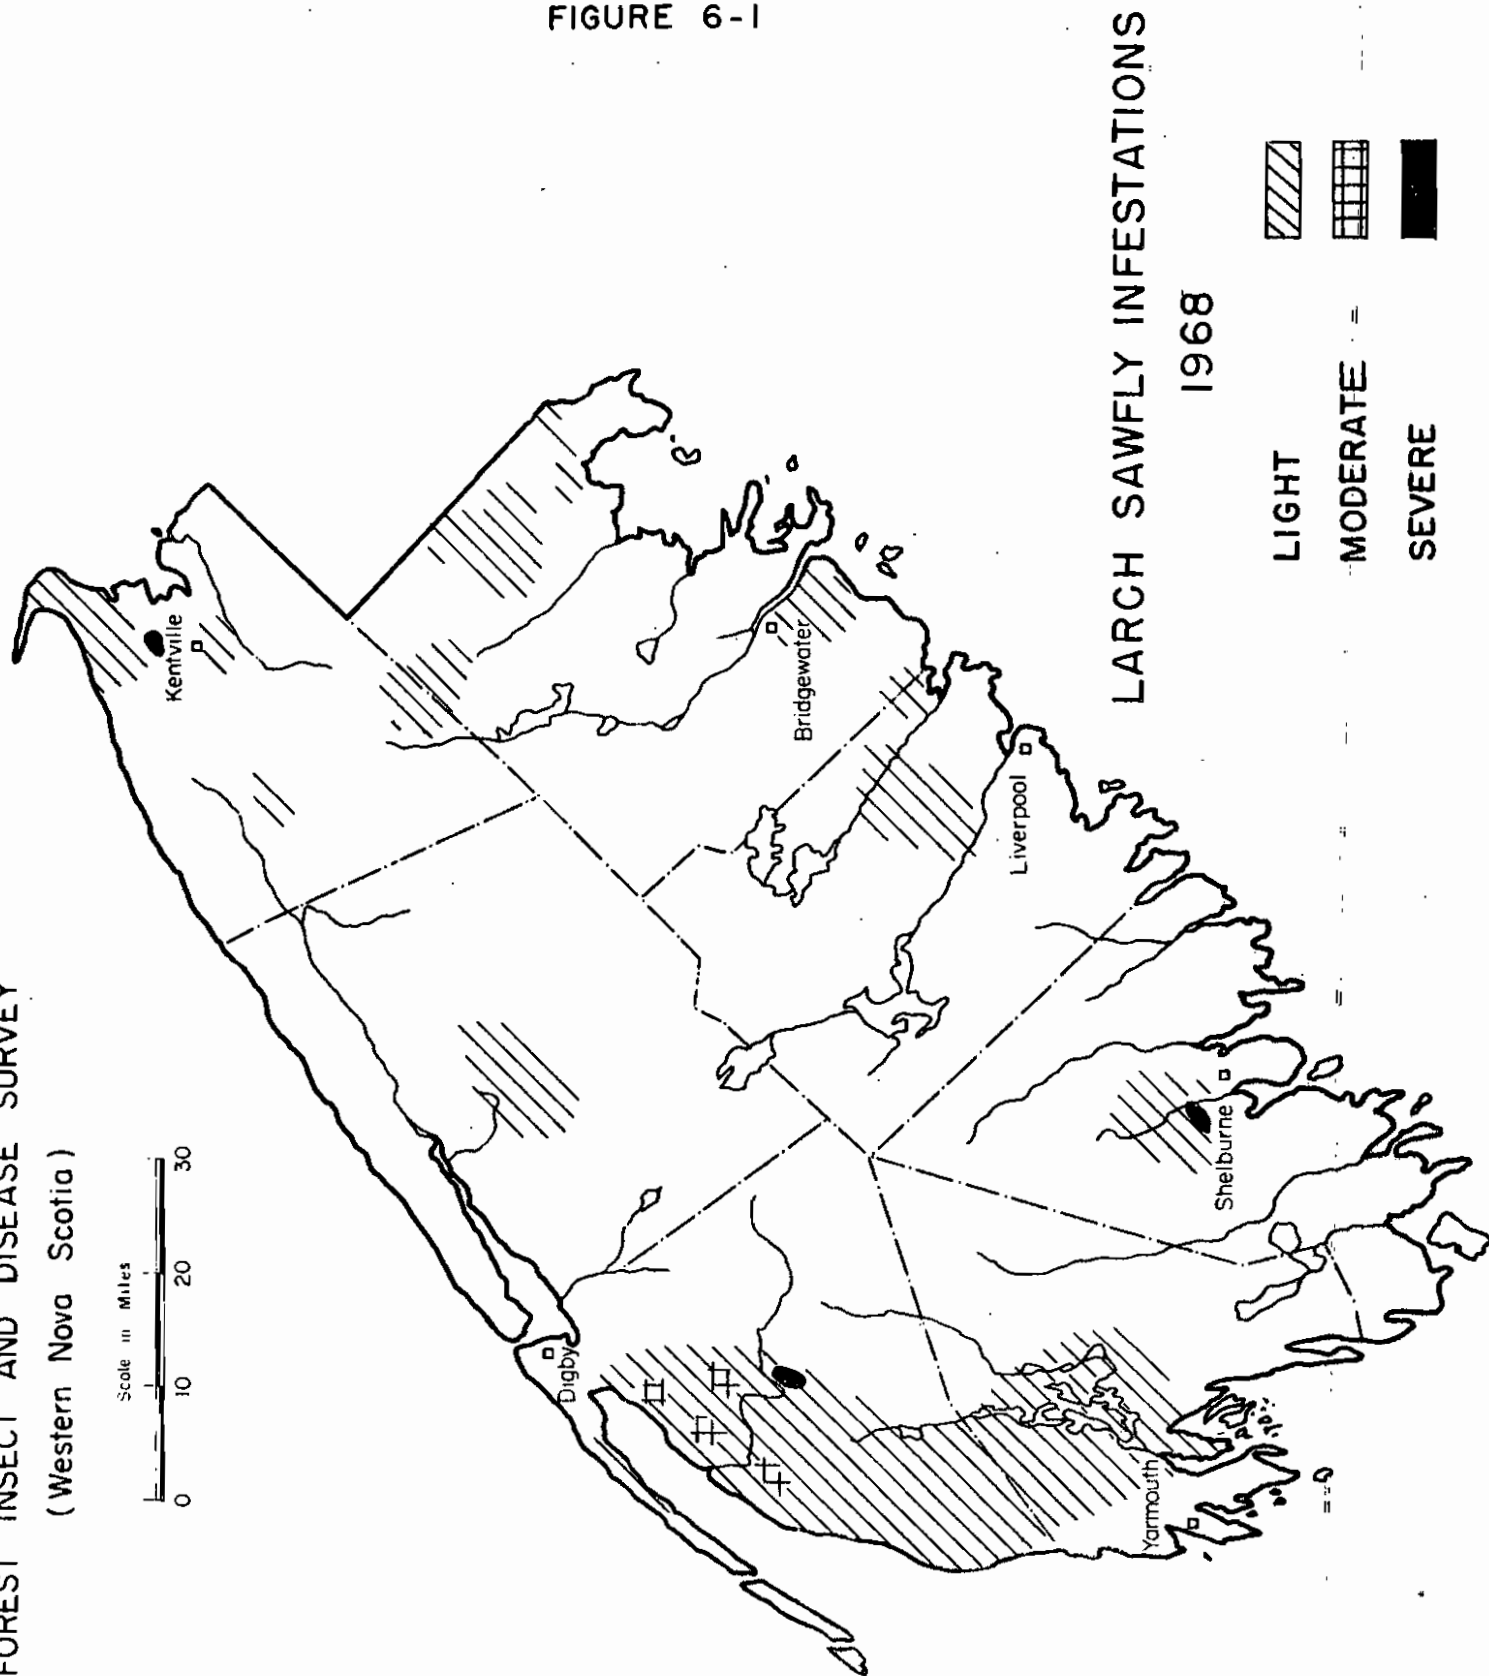 FIGURE 6-1
FOREST INSECT AND DISEASE SURVEY
(Western Nova Scotia)
Scale in Miles
0 10 20 30
Kentville
Bridgewater
Digby
Liverpool
Shelburne
Yarmouth
LARCH SAWFLY INFESTATIONS
1968
LIGHT
MODERATE
SEVERE